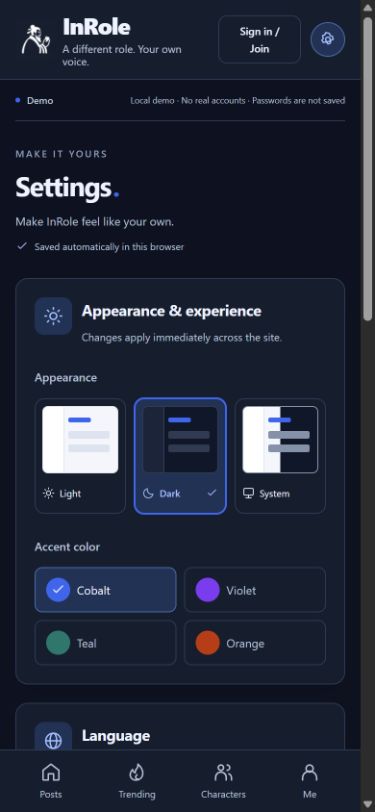 InRole
A different role. Your own
voice.
Sign in /
Join
Demo
Local demo · No real accounts · Passwords are not saved
MAKE IT YOURS
Settings.
Make InRole feel like your own.
Saved automatically in this browser
Appearance & experience
Changes apply immediately across the site.
Appearance
Light
Dark
System
Accent color
Cobalt
Violet
Teal
Orange
Language
Posts
Trending
Characters
Me